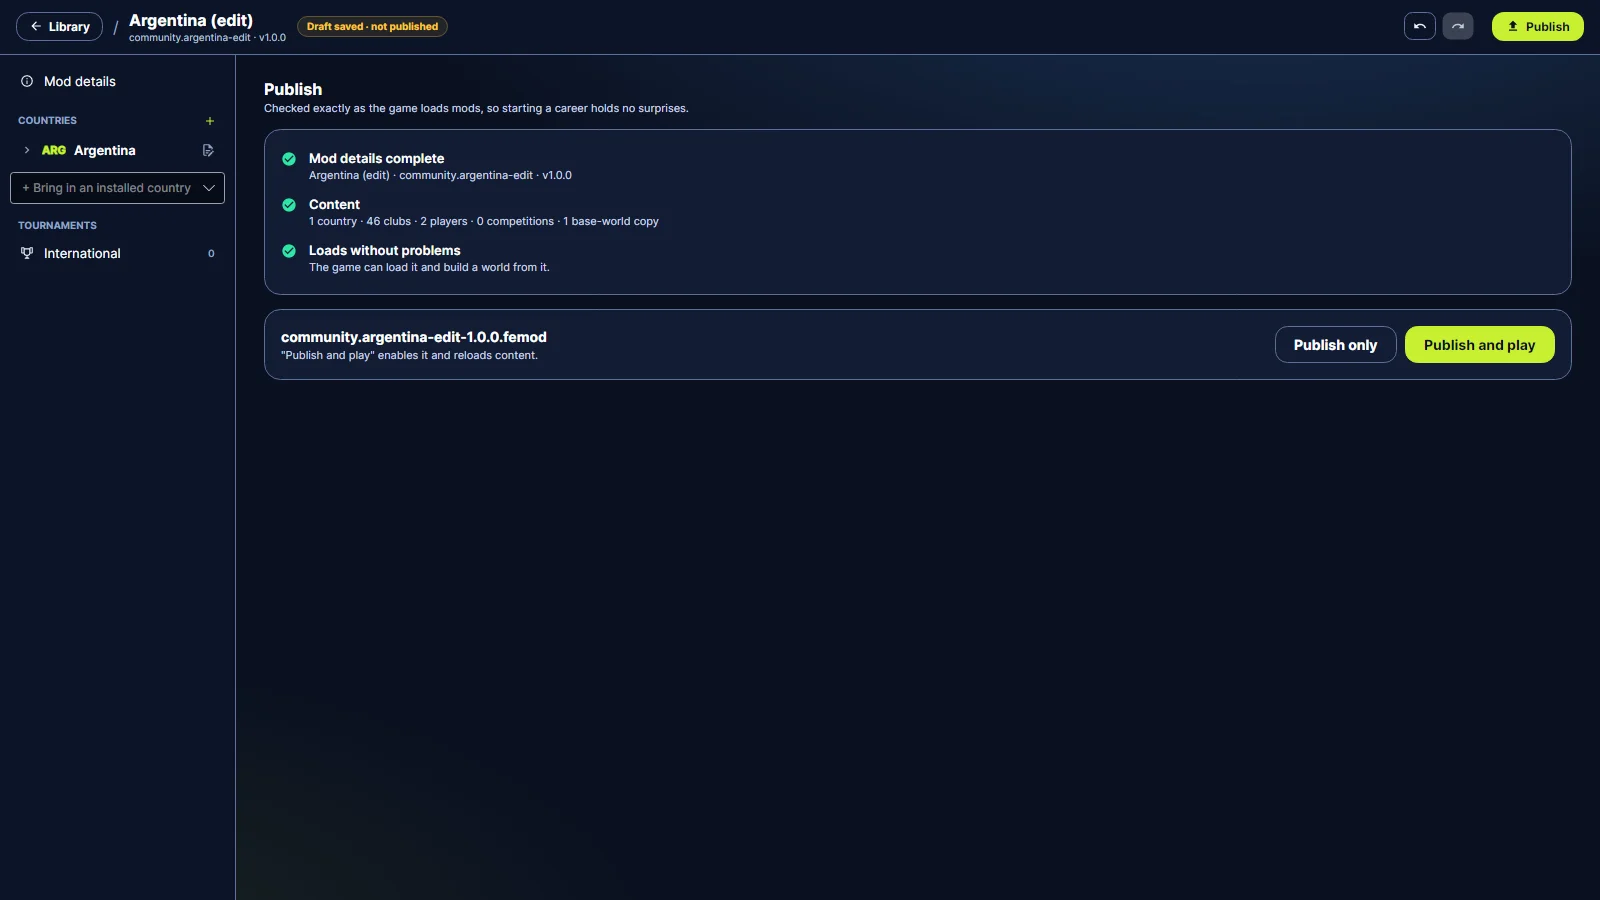 Library
/
Argentina (edit)
community.argentina-edit · v1.0.0
Draft saved · not published
Publish
Mod details
COUNTRIES
+
ARG Argentina
+ Bring in an installed country
TOURNAMENTS
International 0
Publish
Checked exactly as the game loads mods, so starting a career holds no surprises.
Mod details complete
Argentina (edit) · community.argentina-edit · v1.0.0
Content
1 country · 46 clubs · 2 players · 0 competitions · 1 base-world copy
Loads without problems
The game can load it and build a world from it.
community.argentina-edit-1.0.0.femod
"Publish and play" enables it and reloads content.
Publish only
Publish and play